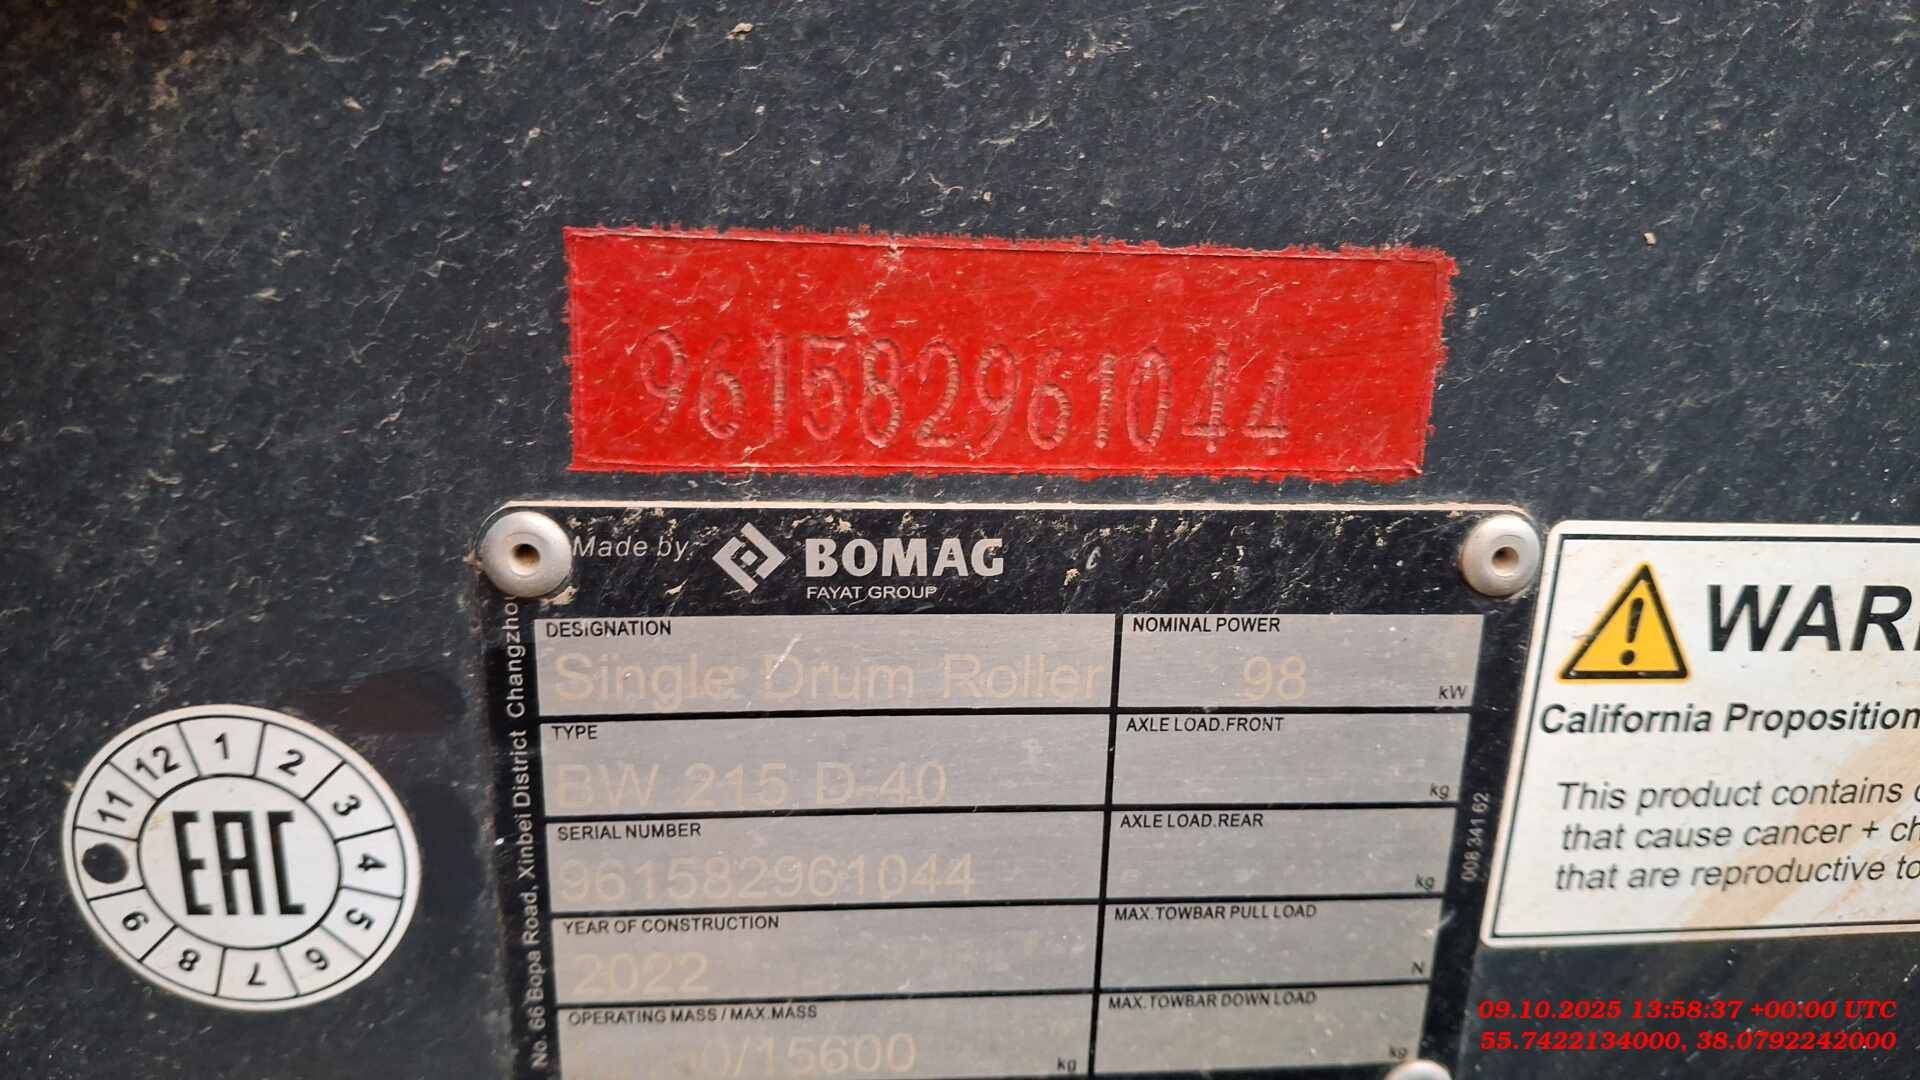 961582961044
Made by BOMAG
FAYAT GROUP
DESIGNATION
Single Drum Roller
NOMINAL POWER
98 kW
TYPE
BW 215 D-40
AXLE LOAD.FRONT
kg
SERIAL NUMBER
961582961044
AXLE LOAD.REAR
kg
YEAR OF CONSTRUCTION
2022
MAX.TOWBAR PULL LOAD
N
OPERATING MASS / MAX.MASS
0/15600 kg
MAX.TOWBAR DOWN LOAD
kg
No. 66 Bopa Road, Xinbei District Changzho
008 341 62
12 1 2 3 4 5 6 7 8 9 11
EAC
WAR
California Proposition
This product contains
that cause cancer + ch
that are reproductive to
09.10.2025 13:58:37 +00:00 UTC
55.7422134000, 38.0792242000